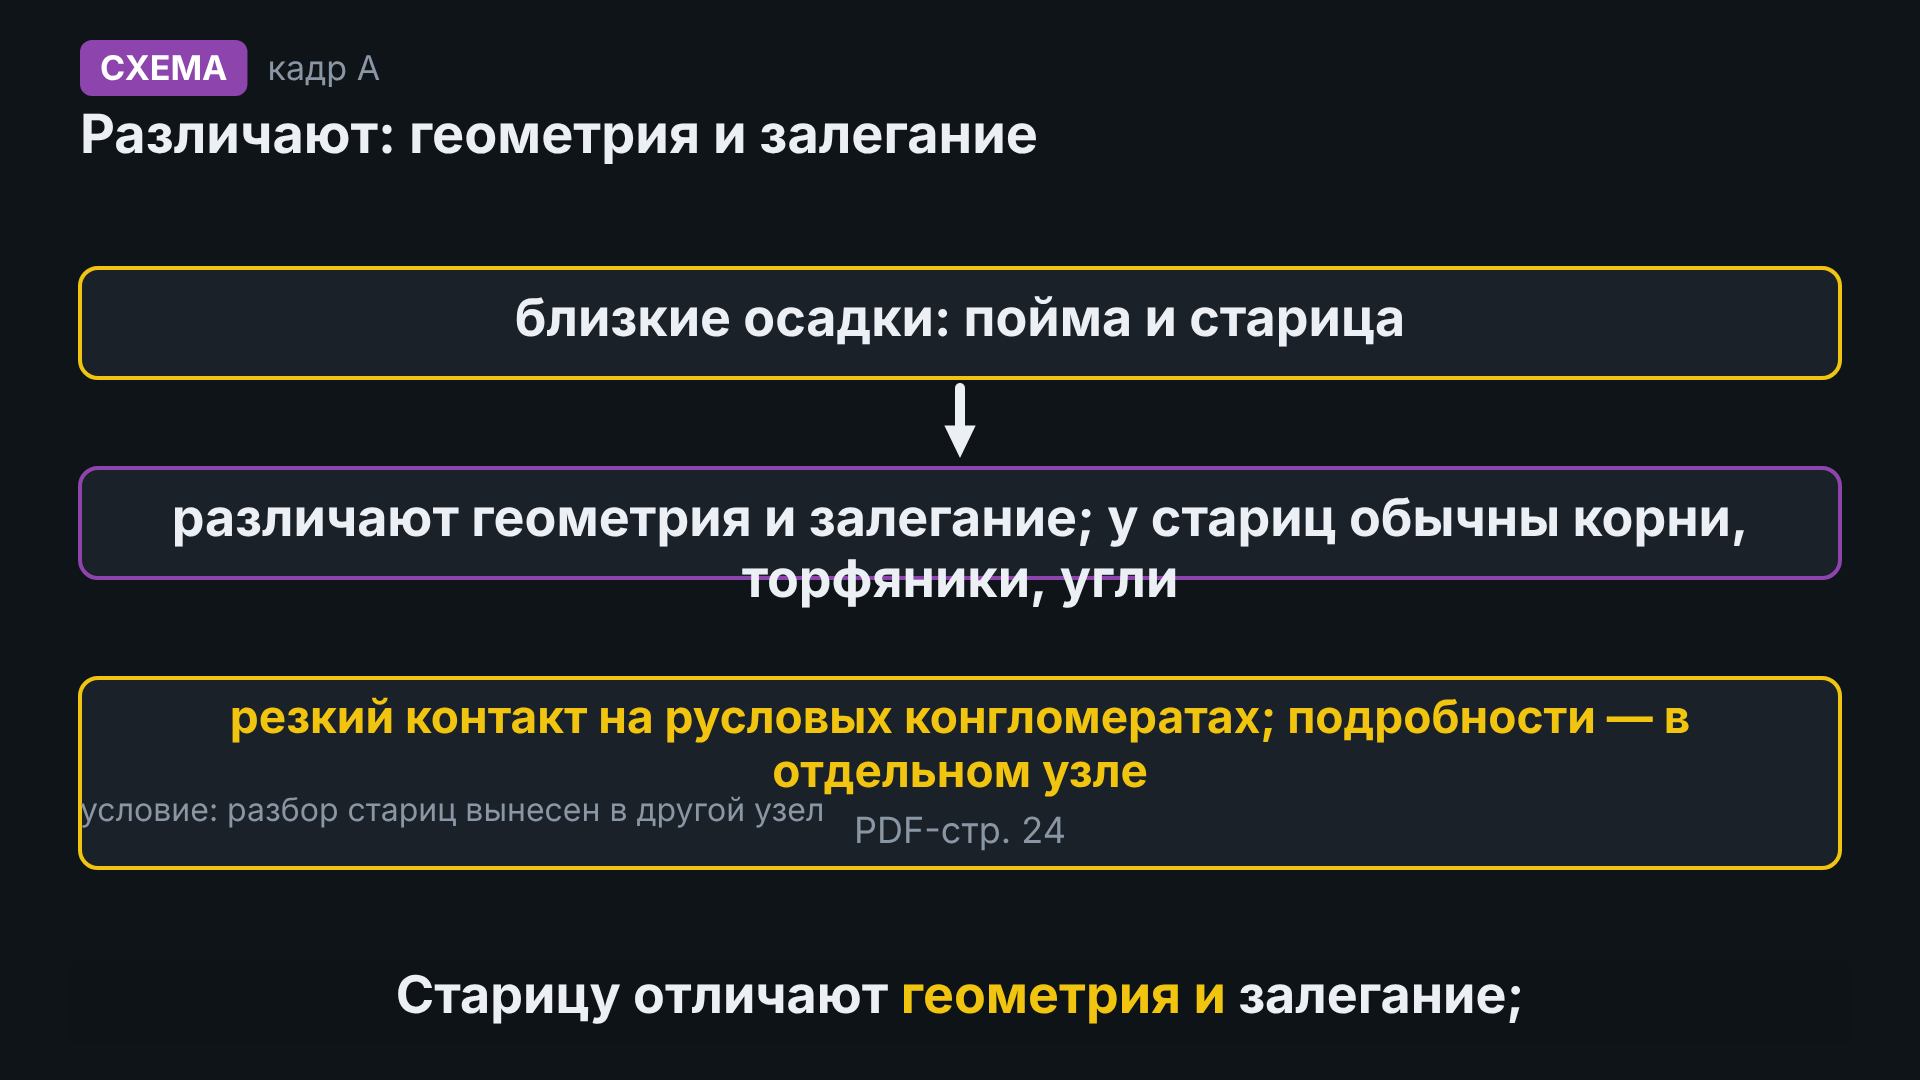 СХЕМА кадр А
Различают: геометрия и залегание
близкие осадки: пойма и старица
различают геометрия и залегание; у стариц обычны корни,
торфяники, угли
резкий контакт на русловых конгломератах; подробности — в
отдельном узле
условие: разбор стариц вынесен в другой узел
PDF-стр. 24
Старицу отличают геометрия и залегание;